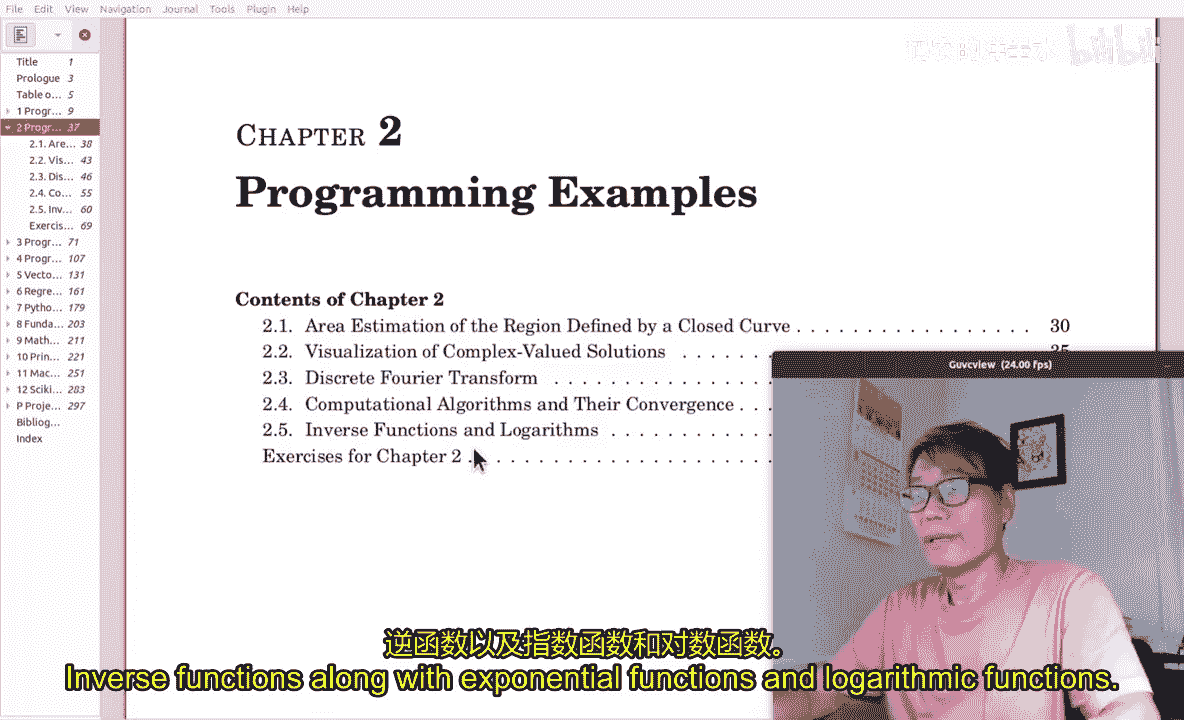 File Edit View Navigation Journal Tools Plugin Help
Title 1
Prologue 3
Table o... 5
1 Progr... 9
2 Progr... 37
2.1. Are... 38
2.2. Vis... 43
2.3. Dis... 46
2.4. Co... 55
2.5. Inv... 60
Exercis... 69
3 Progr... 71
4 Progr... 107
5 Vecto... 131
6 Regre... 161
7 Pytho... 179
8 Funda... 203
9 Math... 211
10 Prin... 221
11 Mac... 251
12 Sciki... 283
P Proje... 297
Bibliog...
Index
bilibili
CHAPTER 2
Programming Examples
Contents of Chapter 2
2.1. Area Estimation of the Region Defined by a Closed Curve . . . . . . . . . . . . . . . . . 30
2.2. Visualization of Complex-Valued Solutions . . . . . .
2.3. Discrete Fourier Transform . . . . . . . . . . . . . .
2.4. Computational Algorithms and Their Convergence . . .
2.5. Inverse Functions and Logarithms . . . . . . . . . .
Exercises for Chapter 2 . . . . . . . . . . . . . . . . . .
Guvcview (24.00 fps)
逆函数以及指数函数和对数函数。
Inverse functions along with exponential functions and logarithmic functions.